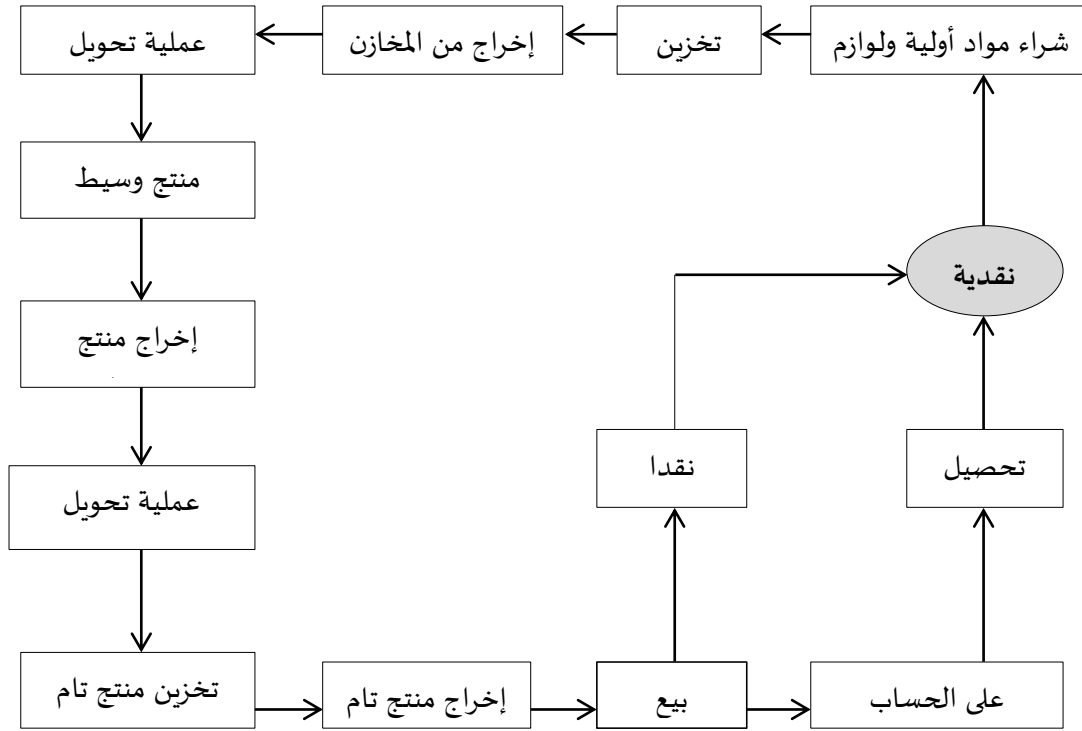 شراء مواد أولية ولوازم
تخزين
إخراج من المخازن
عملية تحويل
منتج وسيط
نقدية
إخراج منتج
تحصيل
نقدا
عملية تحويل
على الحساب
بيع
إخراج منتج تام
تخزين منتج تام